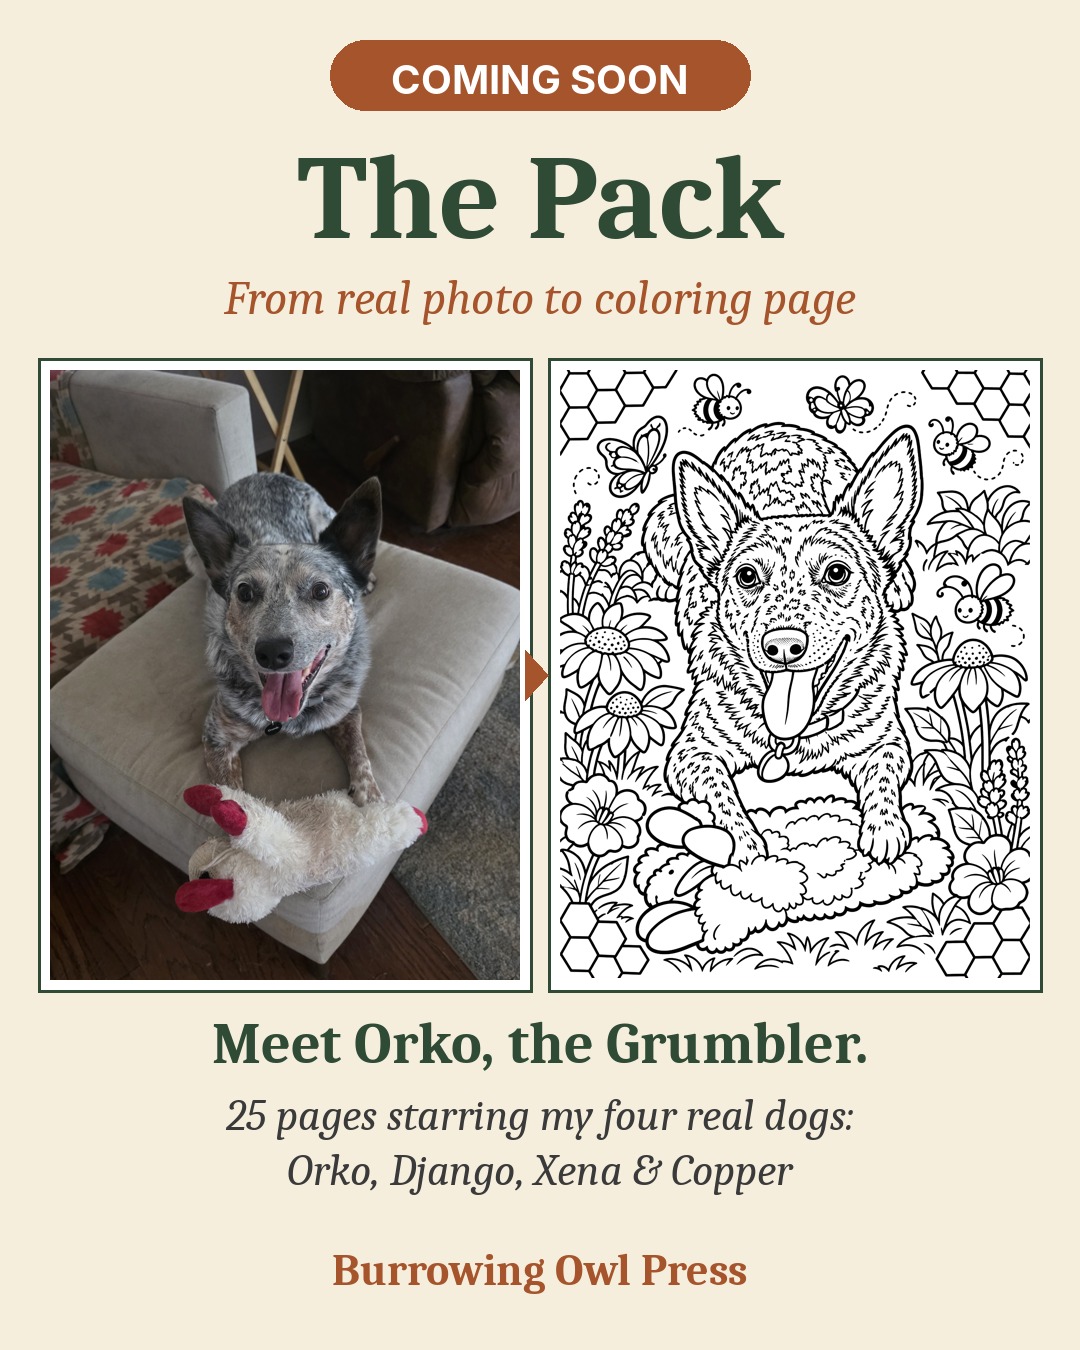 COMING SOON
The Pack
From real photo to coloring page
Meet Orko, the Grumbler.
25 pages starring my four real dogs:
Orko, Django, Xena & Copper
Burrowing Owl Press